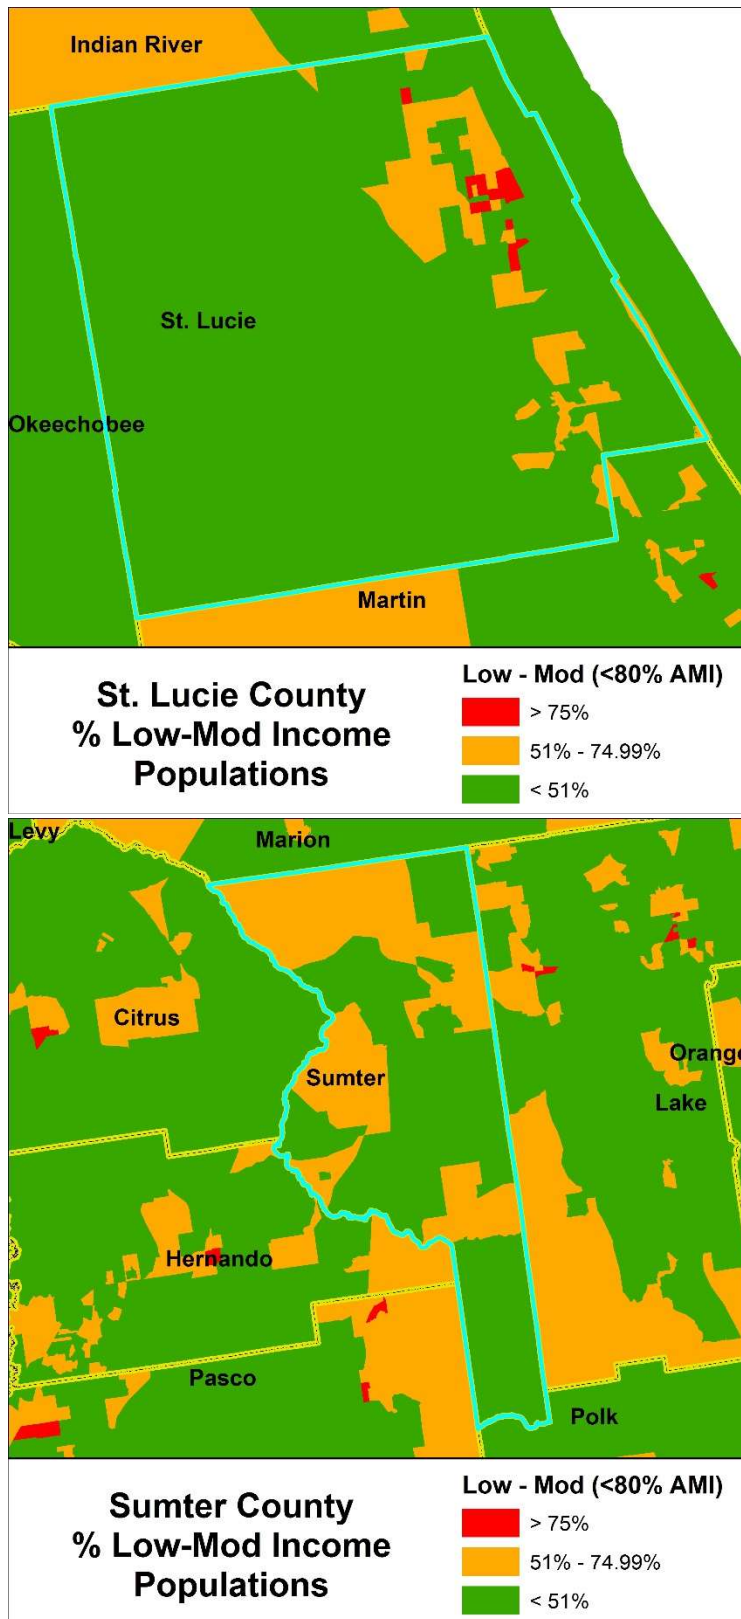 Indian River
St. Lucie
Okeechobee
Martin
St. Lucie County
% Low-Mod Income
Populations
Low - Mod (<80% AMI)
> 75%
51% - 74.99%
< 51%
Levy
Marion
Citrus
Sumter
Orange
Lake
Hernando
Pasco
Polk
Sumter County
% Low-Mod Income
Populations
Low - Mod (<80% AMI)
> 75%
51% - 74.99%
< 51%